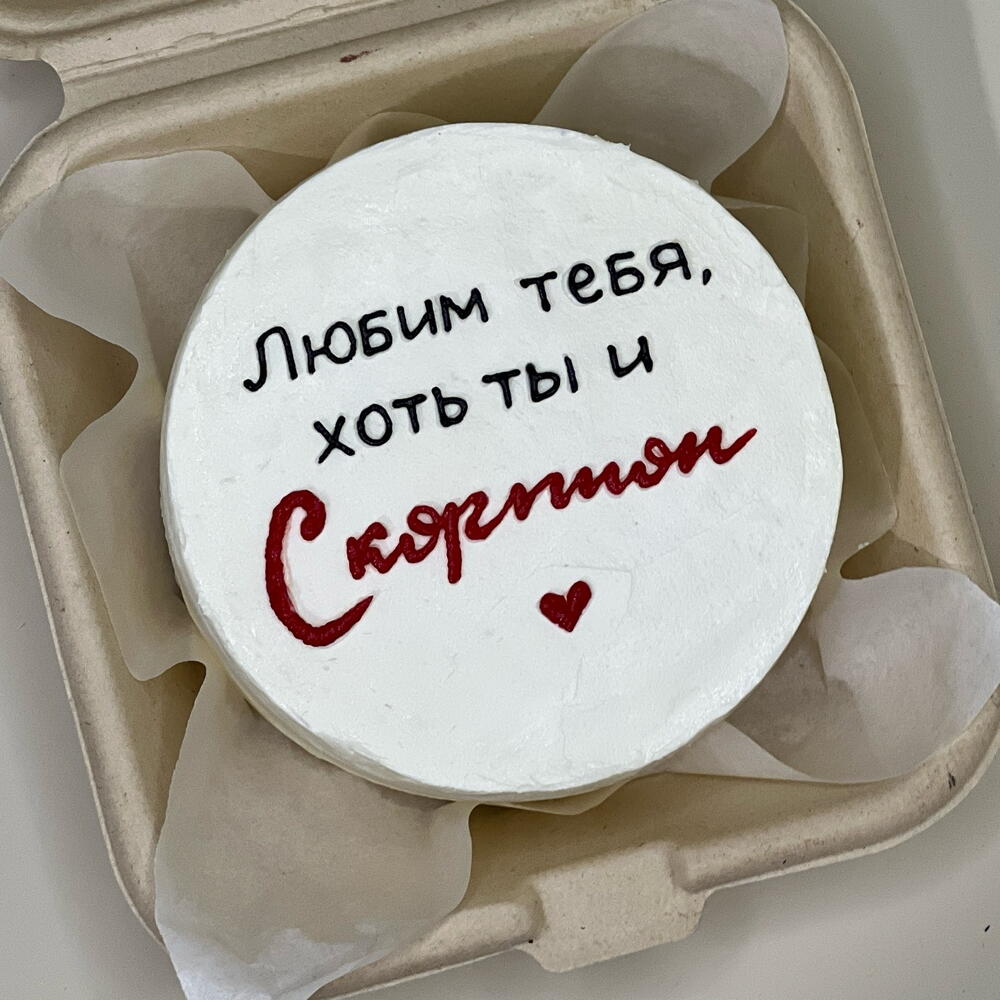 Любим тебя,
хоть ты и
Скорпион